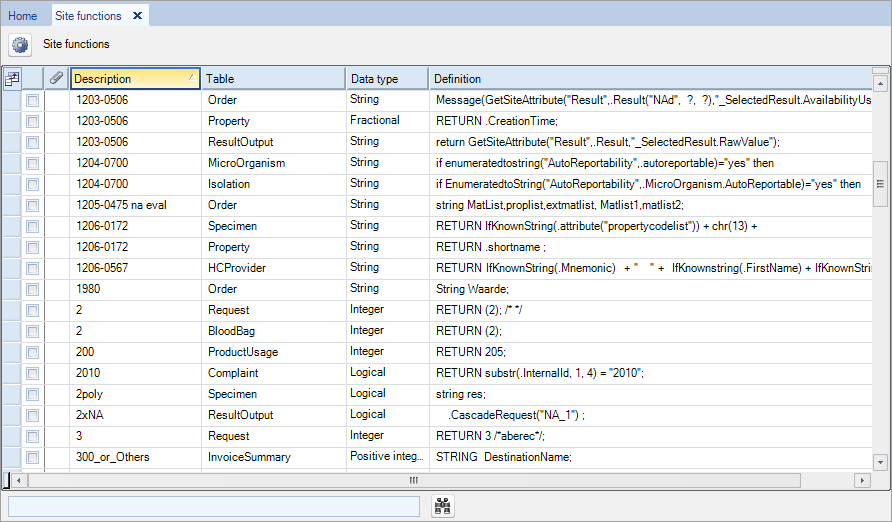 Home Site functions
Site functions
Description Table Data type Definition
1203-0506 Order String Message(GetSiteAttribute("Result",.Result("NAd", ?, ?),"_SelectedResult.AvailabilityUs
1203-0506 Property Fractional RETURN .CreationTime;
1203-0506 ResultOutput String return GetSiteAttribute("Result",.Result,"_SelectedResult.RawValue");
1204-0700 MicroOrganism String if enumeratedtostring("AutoReportability",.autoreportable)="yes" then
1204-0700 Isolation String if EnumeratedtoString("AutoReportability",.MicroOrganism.AutoReportable)="yes" then
1205-0475 na eval Order String string MatList,proplist,extmatlist, Matlist1,matlist2;
1206-0172 Specimen String RETURN IfKnownString(.attribute("propertycodelist")) + chr(13) +
1206-0172 Property String RETURN .shortname ;
1206-0567 HCProvider String RETURN IfKnownString(.Mnemonic) + " " + IfKnownstring(.FirstName) + IfKnownStrin
1980 Order String String Waarde;
2 Request Integer RETURN (2); /* */
2 BloodBag Integer RETURN (2);
200 ProductUsage Integer RETURN 205;
2010 Complaint Logical RETURN substr(.InternalId, 1, 4) = "2010";
2poly Specimen Logical string res;
2xNA ResultOutput Logical .CascadeRequest("NA_1") ;
3 Request Integer RETURN 3 /*aberec*/;
300_or_Others InvoiceSummary Positive integ... STRING DestinationName;